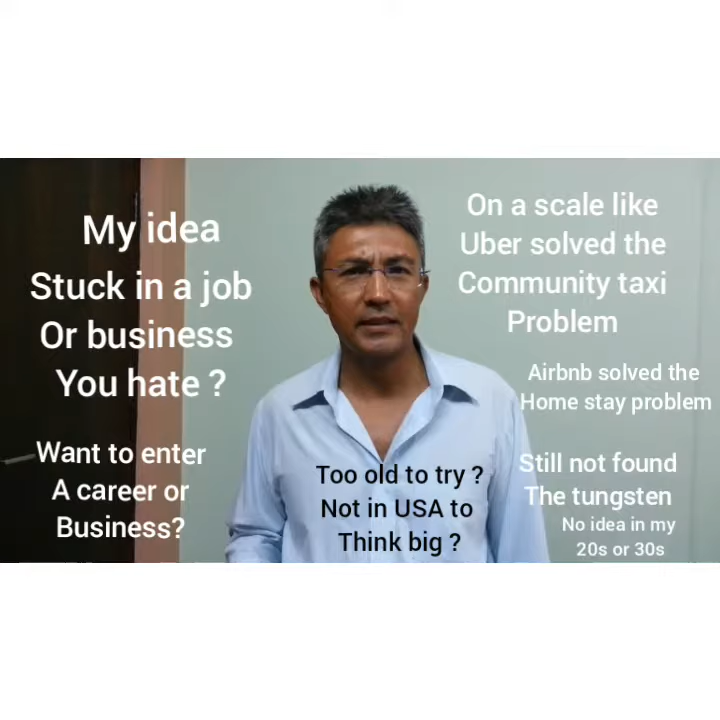 My idea
Stuck in a job
Or business
You hate ?
Want to enter
A career or
Business?
Too old to try ?
Not in USA to
Think big ?
On a scale like
Uber solved the
Community taxi
Problem
Airbnb solved the
Home stay problem
Still not found
The tungsten
No idea in my
20s or 30s